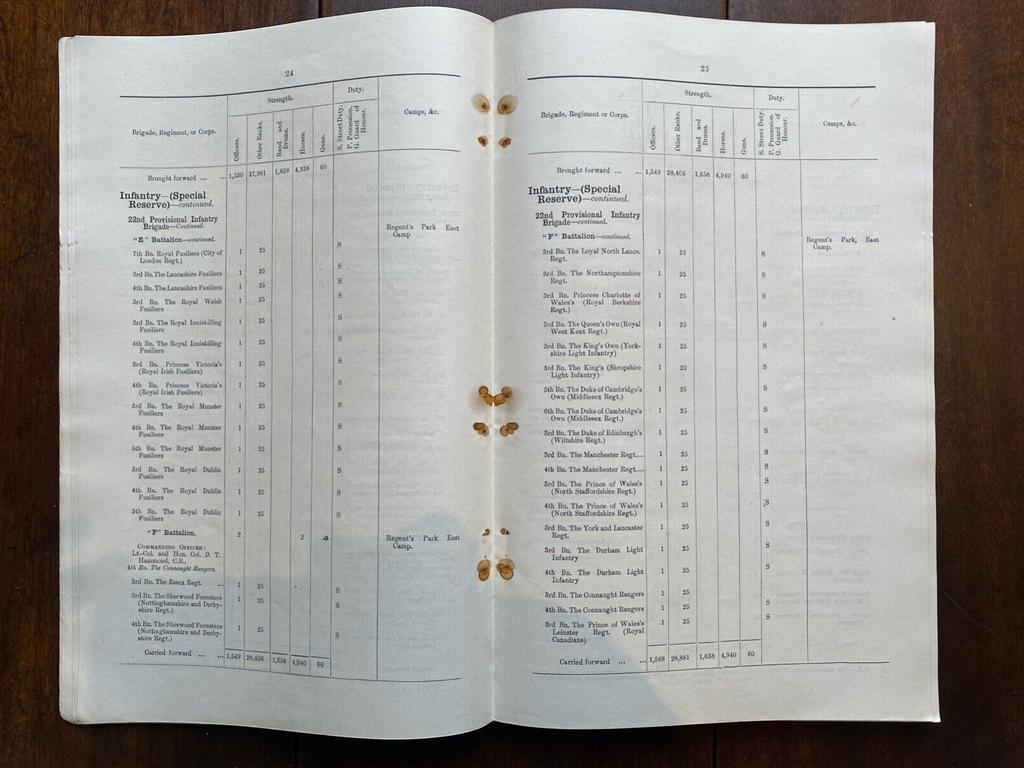 24
Brigade, Regiment, or Corps.
Strength.
Duty.
Camps, &c.
Officers.
Other Ranks.
Band and Drums.
Horses.
Guns.
S. Street Duty.
P. Procession.
G. Guard of Honour.
Brought forward ... ... 1,530 27,981 1,658 4,938 60
Infantry—(Special
Reserve)—continued.
22nd Provisional Infantry
Brigade—Continued.
Regent's Park East
Camp
"E" Battalion—continued.
7th Bn. Royal Fusiliers (City of 1 25 S
London Regt.)
3rd Bn. The Lancashire Fusiliers 1 25 S
4th Bn. The Lancashire Fusiliers 1 25 S
3rd Bn. The Royal Welsh 1 25 S
Fusiliers
3rd Bn. The Royal Inniskilling 1 25 S
Fusiliers
4th Bn. The Royal Inniskilling 1 25 S
Fusiliers
3rd Bn. Princess Victoria's 1 25 S
(Royal Irish Fusiliers)
4th Bn. Princess Victoria's 1 25 S
(Royal Irish Fusiliers)
3rd Bn. The Royal Munster 1 25 S
Fusiliers
4th Bn. The Royal Munster 1 25 S
Fusiliers
5th Bn. The Royal Munster 1 25 S
Fusiliers
3rd Bn. The Royal Dublin 1 25 S
Fusiliers
4th Bn. The Royal Dublin 1 25 S
Fusiliers
5th Bn. The Royal Dublin 1 25 S
Fusiliers
"F" Battalion. 2 2 Regent's Park East
Camp.
Commanding Officer:
Lt.-Col. and Hon. Col. D. T.
Hammond, C.B.,
4th Bn. The Connaught Rangers.
3rd Bn. The Essex Regt. ... 1 25 S
3rd Bn. The Sherwood Foresters 1 25 S
(Nottinghamshire and Derby-
shire Regt.)
4th Bn. The Sherwood Foresters 1 25 S
(Nottinghamshire and Derby-
shire Regt.)
Carried forward ... ... 1,549 28,406 1,658 4,940 60
25
Brigade, Regiment or Corps.
Strength.
Duty.
Camps, &c.
Officers.
Other Ranks.
Band and Drums.
Horses.
Guns.
S. Street Duty.
P. Procession.
G. Guard of Honour.
Brought forward ... ... 1,549 28,406 1,658 4,940 60
Infantry—(Special
Reserve)—continued.
22nd Provisional Infantry
Brigade—continued.
"F" Battalion—continued.
Regent's Park, East
Camp.
3rd Bn. The Loyal North Lancs. 1 25 S
Regt.
3rd Bn. The Northamptonshire 1 25 S
Regt.
3rd Bn. Princess Charlotte of 1 25 S
Wales's (Royal Berkshire
Regt.)
3rd Bn. The Queen's Own (Royal 1 25 S
West Kent Regt.)
3rd Bn. The King's Own (York- 1 25 S
shire Light Infantry)
3rd Bn. The King's (Shropshire 1 25 S
Light Infantry)
5th Bn. The Duke of Cambridge's 1 25 S
Own (Middlesex Regt.)
6th Bn. The Duke of Cambridge's 1 25 S
Own (Middlesex Regt.)
3rd Bn. The Duke of Edinburgh's 1 25 S
(Wiltshire Regt.)
3rd Bn. The Manchester Regt.... 1 25 S
4th Bn. The Manchester Regt.... 1 25 S
3rd Bn. The Prince of Wales's 1 25 S
(North Staffordshire Regt.)
4th Bn. The Prince of Wales's 1 25 S
(North Staffordshire Regt.)
3rd Bn. The York and Lancaster 1 25 S
Regt.
3rd Bn. The Durham Light 1 25 S
Infantry
4th Bn. The Durham Light 1 25 S
Infantry
3rd Bn. The Connaught Rangers 1 25 S
4th Bn. The Connaught Rangers 1 25 S
3rd Bn. The Prince of Wales's 1 25 S
Leinster Regt. (Royal
Canadians)
Carried forward ... ... 1,568 28,881 1,658 4,940 60